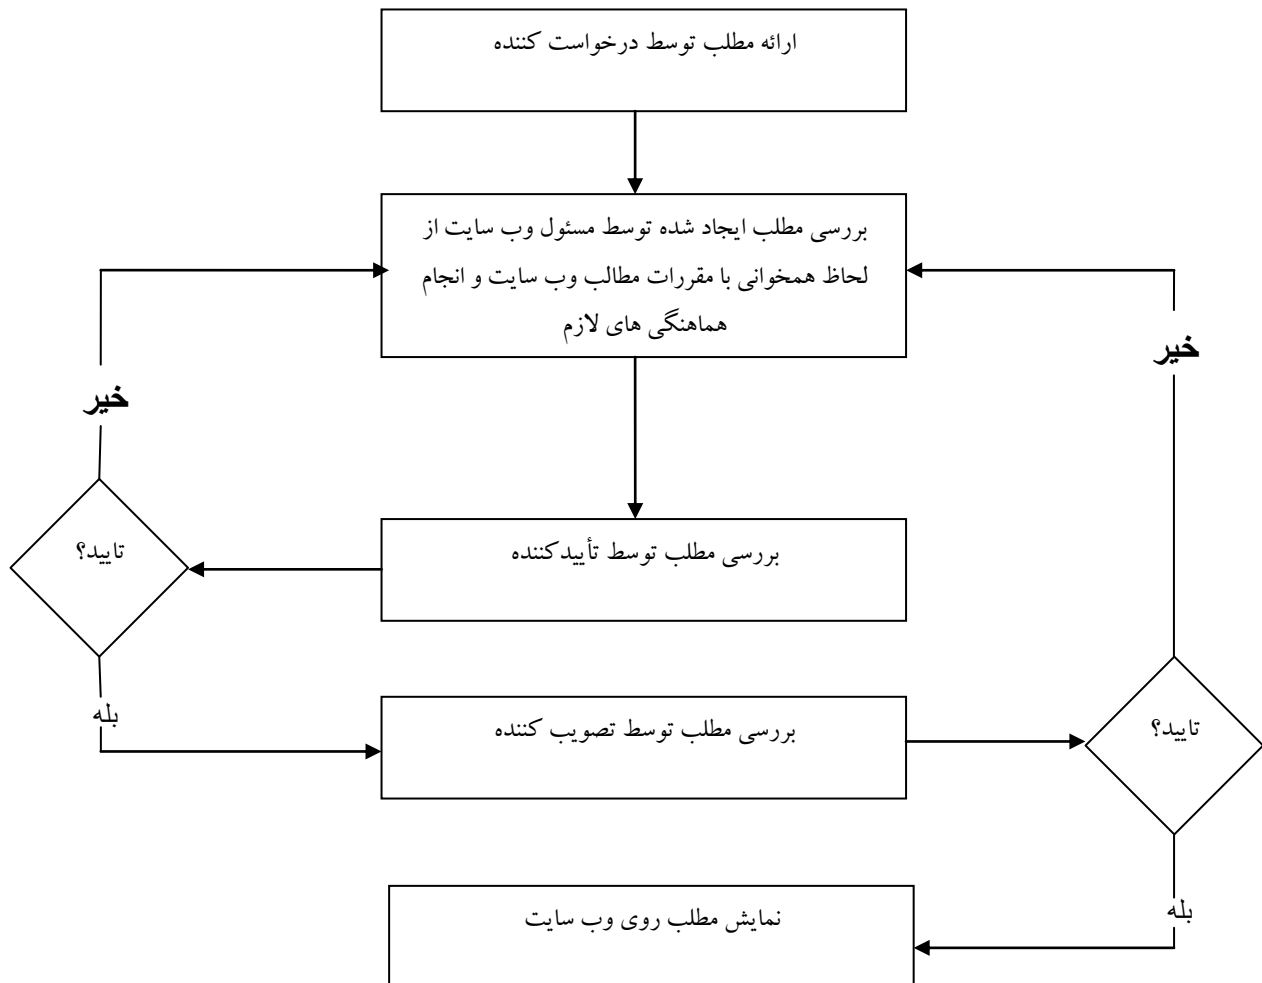 ارائه مطلب توسط درخواست کننده
بررسی مطلب ایجاد شده توسط مسئول وب سایت از
لحاظ همخوانی با مقررات مطالب وب سایت و انجام
هماهنگی های لازم
خیر
خیر
بررسی مطلب توسط تأییدکننده
تایید؟
بله
بررسی مطلب توسط تصویب کننده
تایید؟
بله
نمایش مطلب روی وب سایت